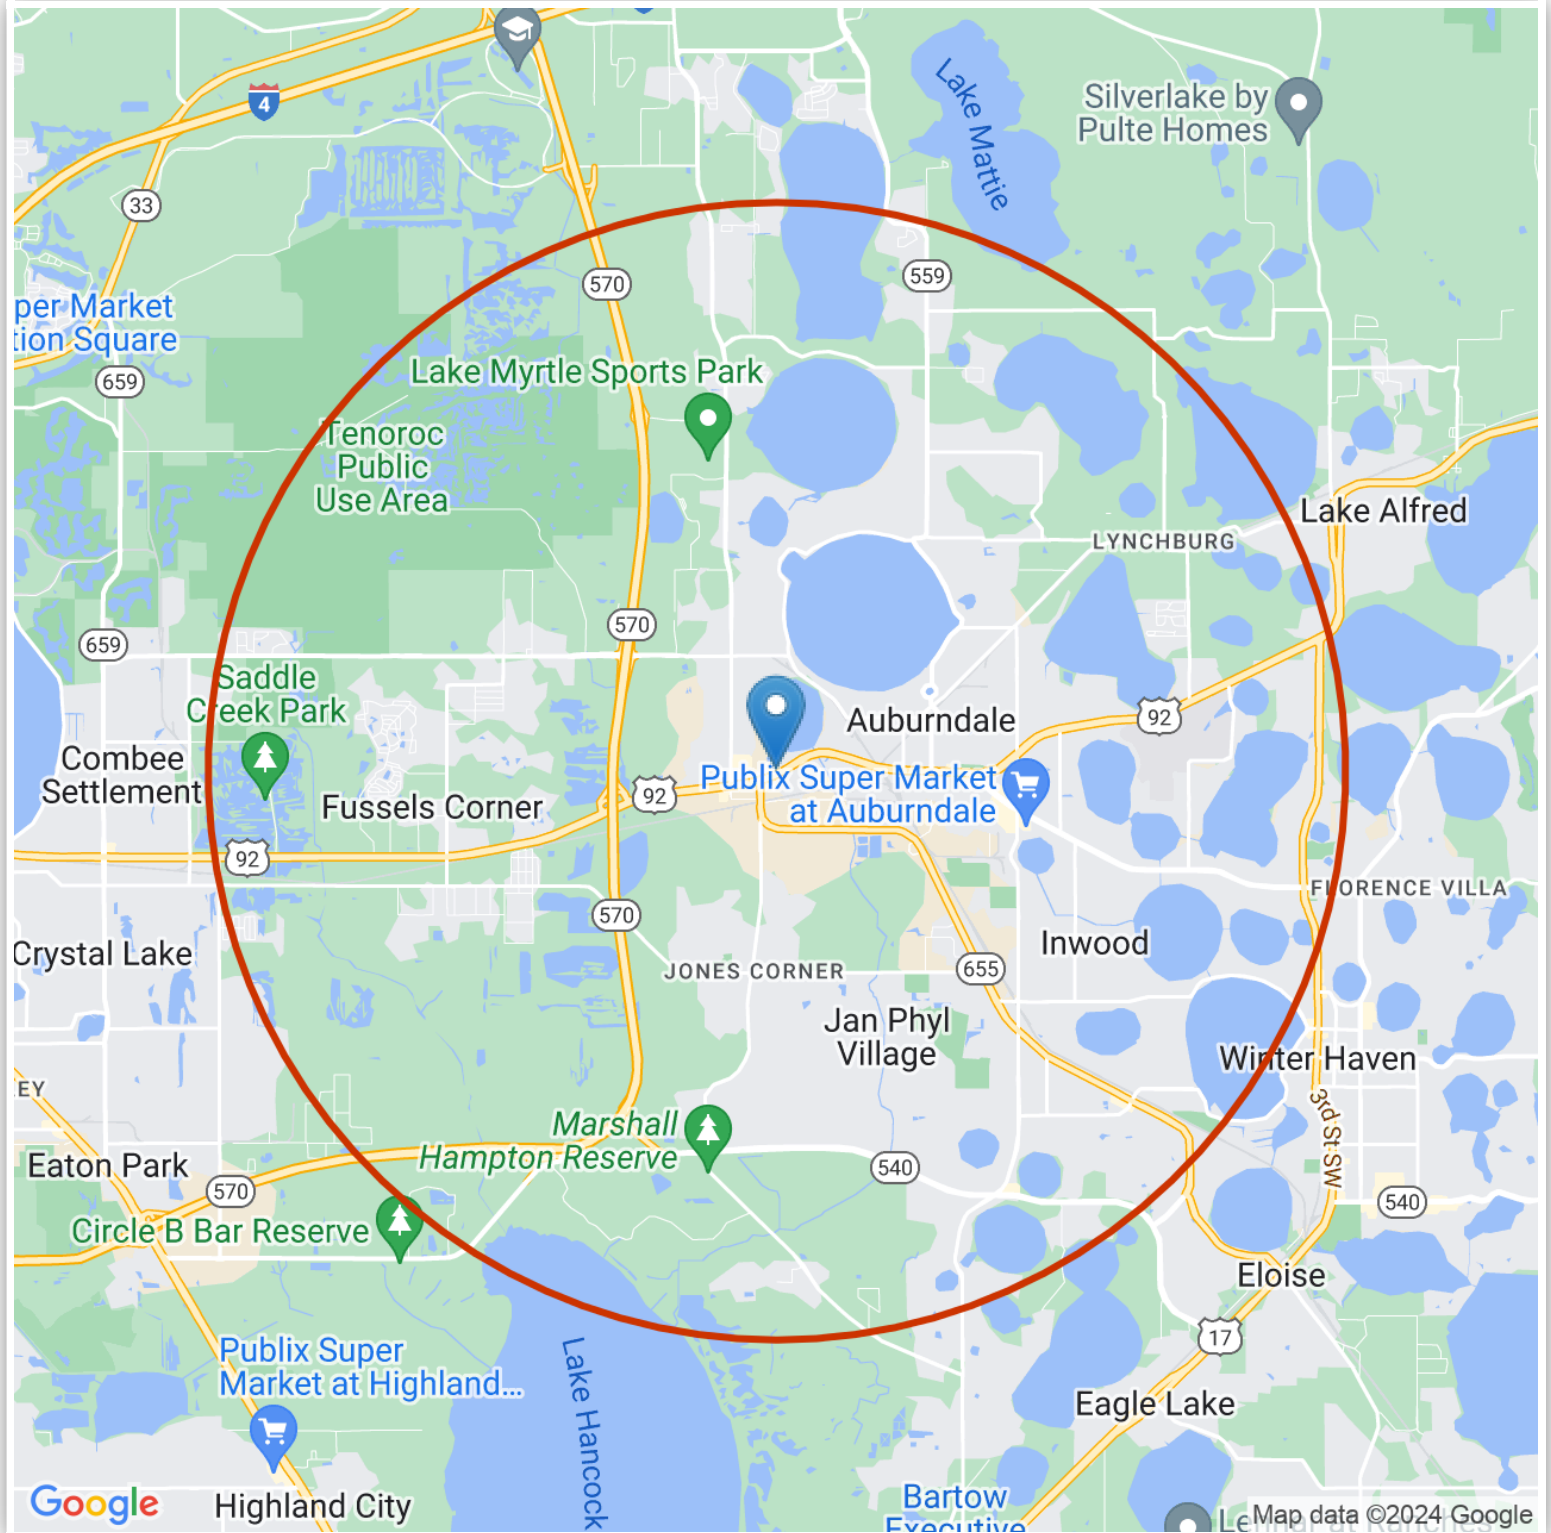 4
Lake Mattie
Silverlake by
Pulte Homes
33
570
559
per Market
tion Square
659
Lake Myrtle Sports Park
Tenoroc
Public
Use Area
Lake Alfred
LYNCHBURG
570
659
Saddle
Creek Park
92
Auburndale
Combee
Settlement
Publix Super Market
at Auburndale
92
Fussels Corner
92
FLORENCE VILLA
570
Inwood
Crystal Lake
JONES CORNER
655
Jan Phyl
Village
Winter Haven
EY
3rd St SW
Marshall
Hampton Reserve
Eaton Park
540
570
540
Circle B Bar Reserve
Eloise
17
Publix Super
Market at Highland...
Lake Hancock
Eagle Lake
Google
Highland City
Bartow
Executive
Map data ©2024 Google